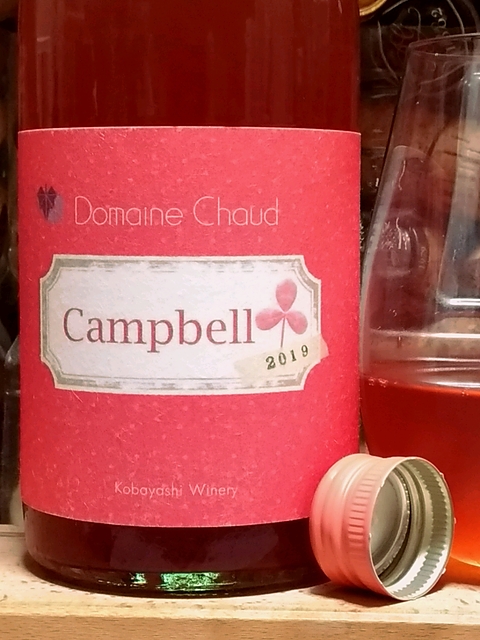 Domaine Chaud
Campbell
2019
Kobayashi Winery